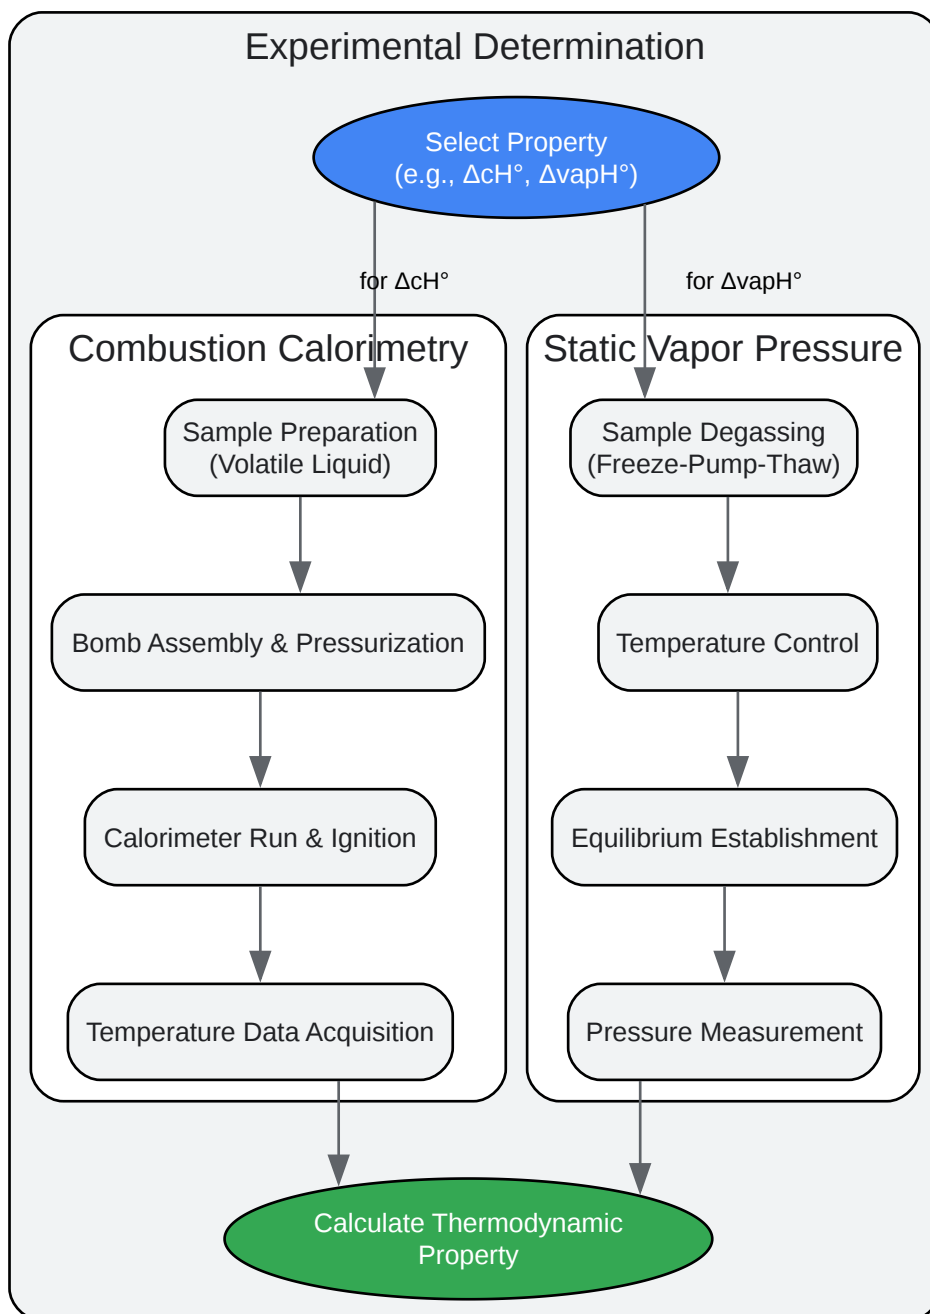 Experimental Determination
Select Property
(e.g., ΔcH°, ΔvapH°)
for ΔcH°
for ΔvapH°
Combustion Calorimetry
Sample Preparation
(Volatile Liquid)
Bomb Assembly & Pressurization
Calorimeter Run & Ignition
Temperature Data Acquisition
Static Vapor Pressure
Sample Degassing
(Freeze-Pump-Thaw)
Temperature Control
Equilibrium Establishment
Pressure Measurement
Calculate Thermodynamic
Property